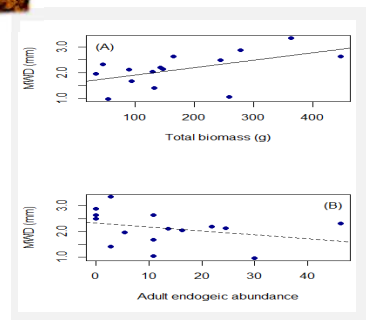 (A)
MWD (mm)
1.0 2.0 3.0
100 200 300 400
Total biomass (g)
(B)
MWD (mm)
1.0 2.0 3.0
0 10 20 30 40
Adult endogeic abundance